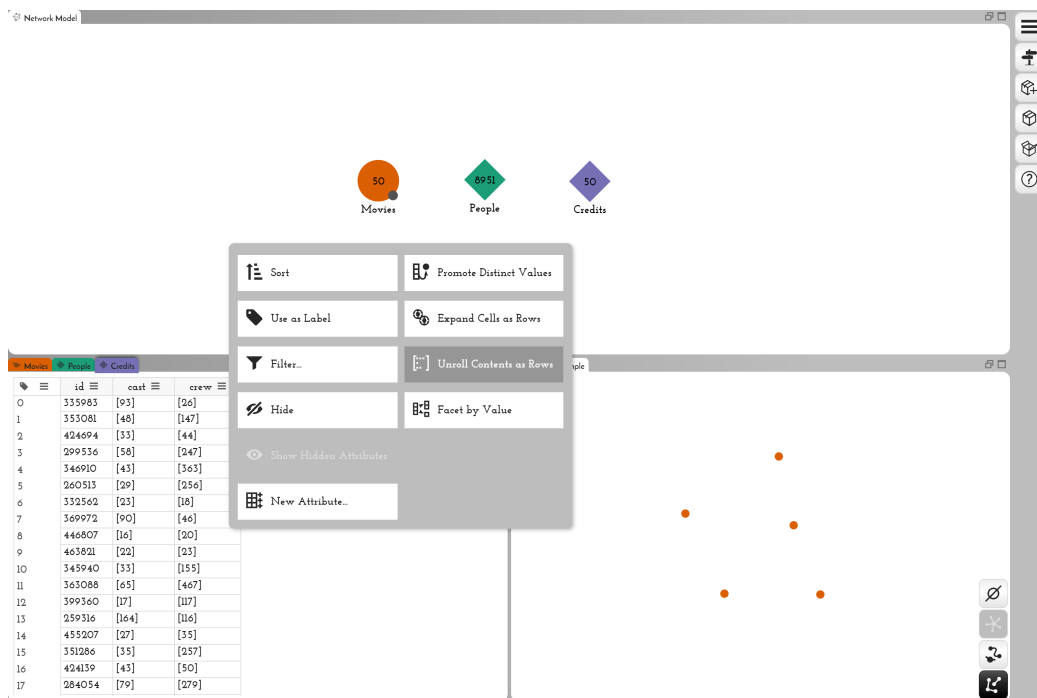 Network Model
50
8951
50
Movies
People
Credits
Sort
Promote Distinct Values
Use as Label
Expand Cells as Rows
Filter...
Unroll Contents as Rows
Hide
Facet by Value
Show Hidden Attributes
New Attribute...
Movies
People
Credits
ple
id cast crew
0 335983 [93] [26]
1 353081 [48] [147]
2 424694 [33] [44]
3 299536 [58] [247]
4 346910 [43] [363]
5 260513 [29] [256]
6 332562 [23] [18]
7 369972 [90] [46]
8 446807 [16] [20]
9 463821 [22] [23]
10 345940 [33] [155]
11 363088 [65] [467]
12 399360 [17] [117]
13 259316 [164] [116]
14 455207 [27] [35]
15 351286 [35] [257]
16 424139 [43] [50]
17 284054 [79] [279]